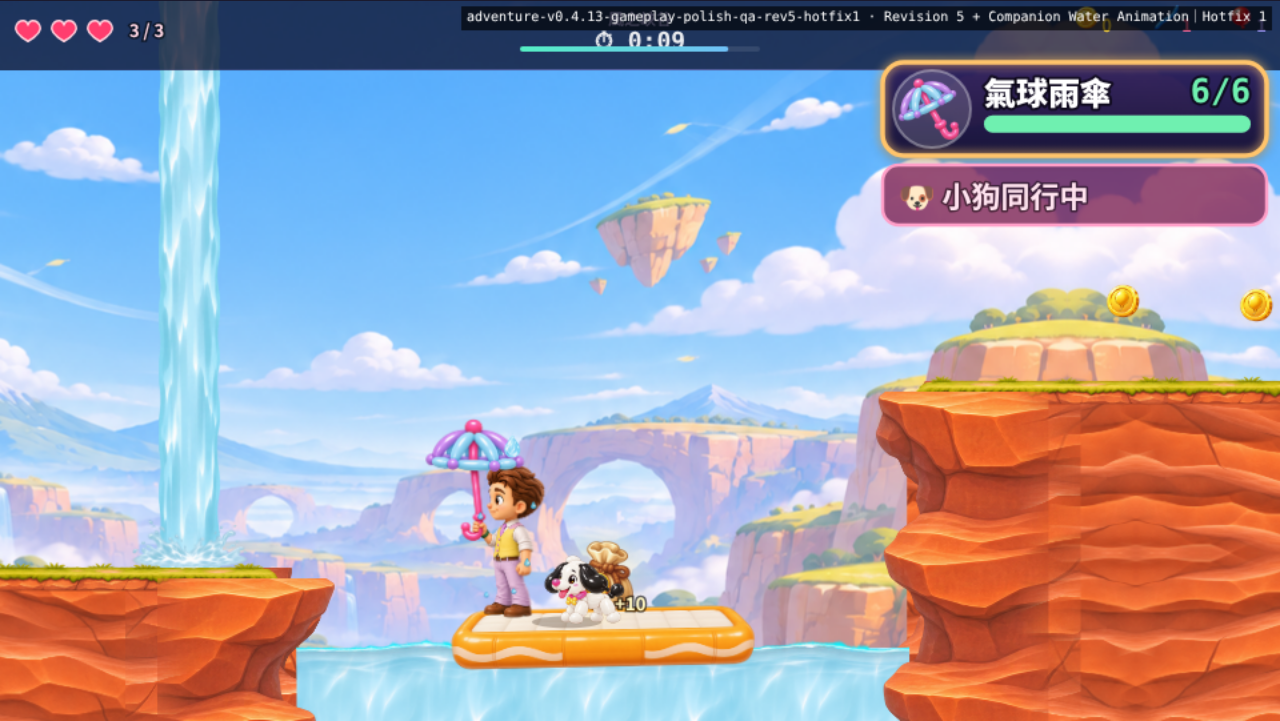 3/3
adventure-v0.4.13-gameplay-polish-qa-rev5-hotfix1 · Revision 5 + Companion Water Animation | Hotfix 1
0:09
氣球雨傘 6/6
小狗同行中
+10